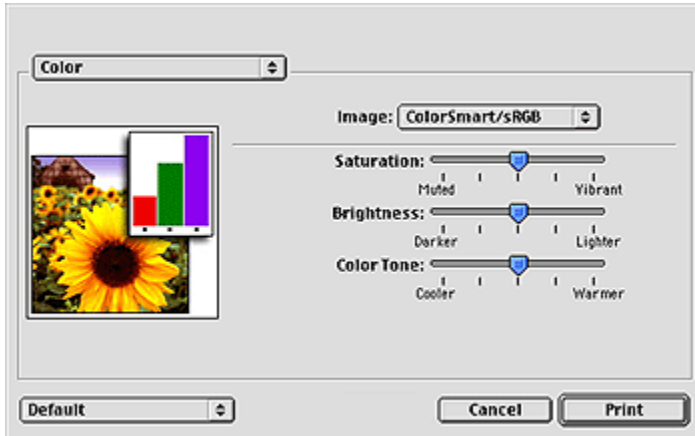 Color
Image: ColorSmart/sRGB
Saturation:
Muted Vibrant
Brightness:
Darker Lighter
Color Tone:
Cooler Warmer
Default Cancel Print